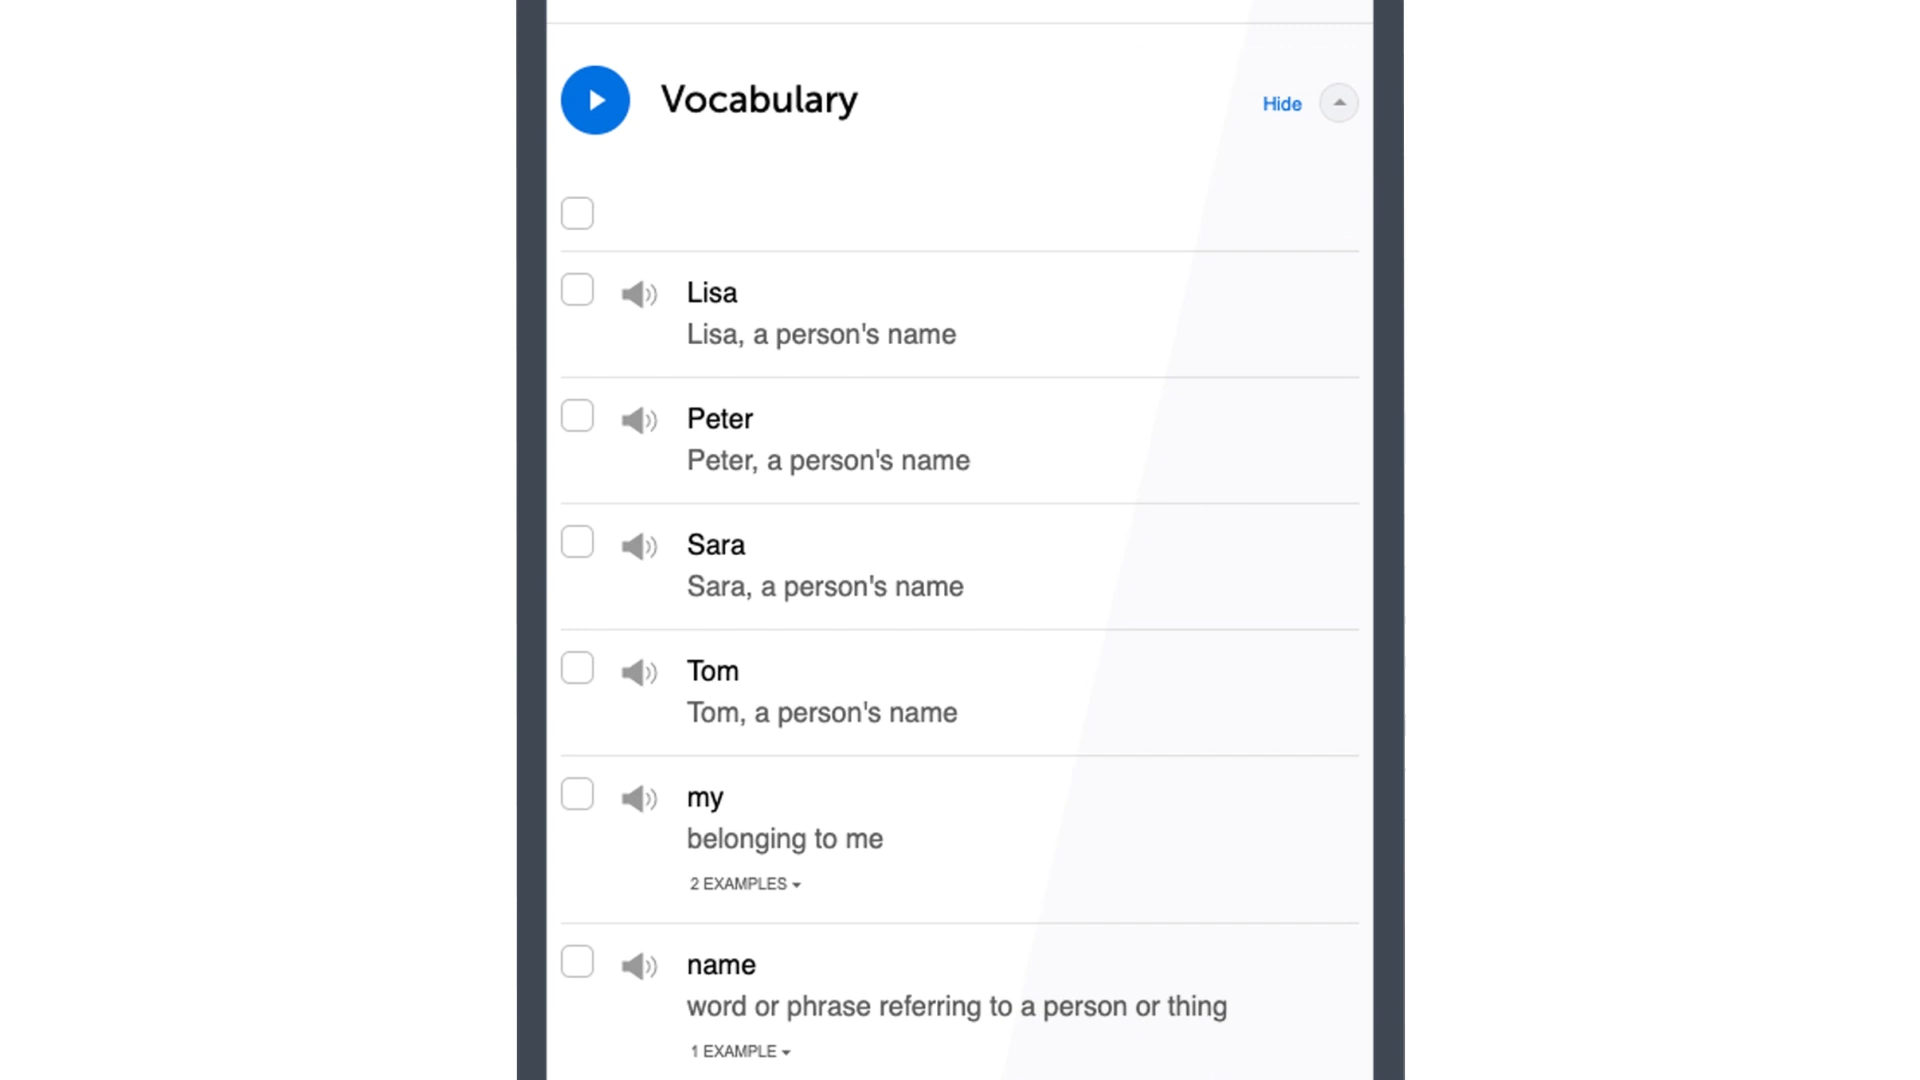 Vocabulary
Hide
Lisa
Lisa, a person's name
Peter
Peter, a person's name
Sara
Sara, a person's name
Tom
Tom, a person's name
my
belonging to me
2 EXAMPLES
name
word or phrase referring to a person or thing
1 EXAMPLE